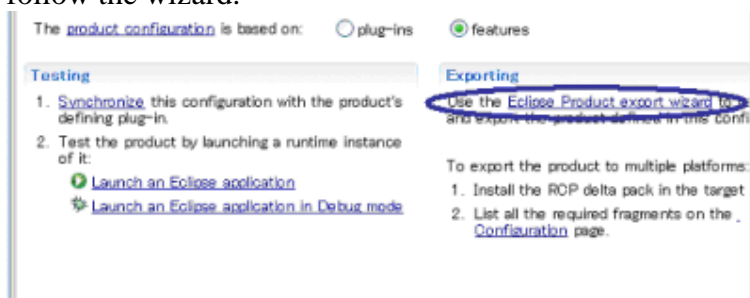 follow the wizard.
The product configuration is based on: plug-ins features
Testing
1. Synchronize this configuration with the product's
defining plug-in.
2. Test the product by launching a runtime instance
of it:
Launch an Eclipse application
Launch an Eclipse application in Debug mode
Exporting
Use the Eclipse Product export wizard to
and export the product defined in this confi
To export the product to multiple platforms:
1. Install the RCP delta pack in the target
2. List all the required fragments on the
Configuration page.